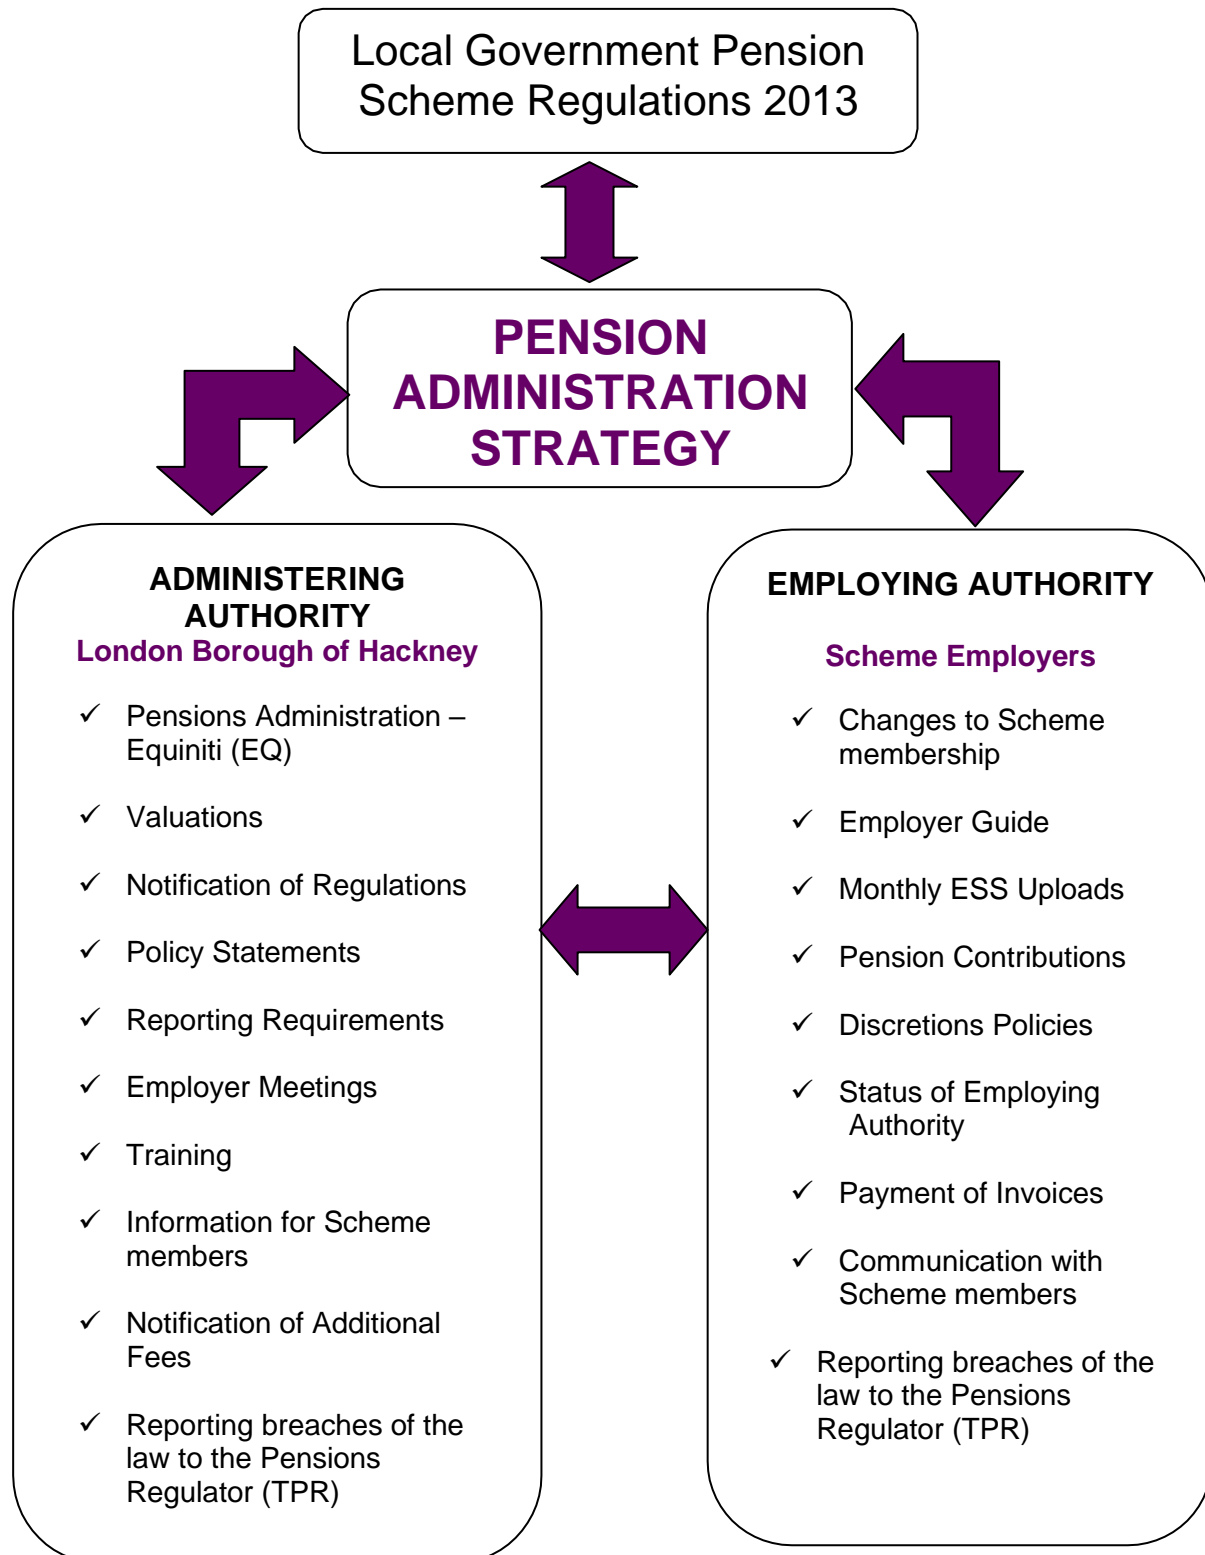 Local Government Pension
Scheme Regulations 2013
PENSION
ADMINISTRATION
STRATEGY
ADMINISTERING
AUTHORITY
London Borough of Hackney
✓ Pensions Administration –
Equiniti (EQ)
✓ Valuations
✓ Notification of Regulations
✓ Policy Statements
✓ Reporting Requirements
✓ Employer Meetings
✓ Training
✓ Information for Scheme
members
✓ Notification of Additional
Fees
✓ Reporting breaches of the
law to the Pensions
Regulator (TPR)
EMPLOYING AUTHORITY
Scheme Employers
✓ Changes to Scheme
membership
✓ Employer Guide
✓ Monthly ESS Uploads
✓ Pension Contributions
✓ Discretions Policies
✓ Status of Employing
Authority
✓ Payment of Invoices
✓ Communication with
Scheme members
✓ Reporting breaches of the
law to the Pensions
Regulator (TPR)